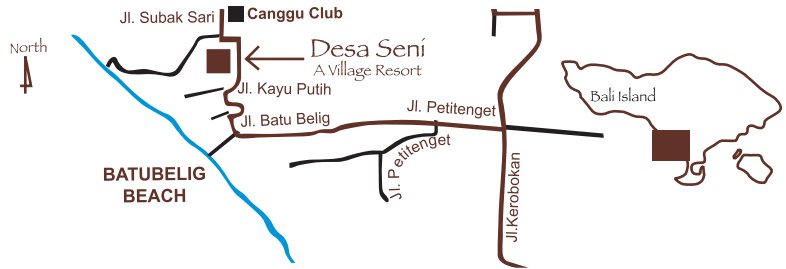 Jl. Subak Sari
Canggu Club
North
Desa Seni
A Village Resort
Jl. Kayu Putih
Bali Island
Jl. Petitenget
Jl. Batu Belig
Jl. Petitenget
BATUBELIG
BEACH
Jl.Kerobokan